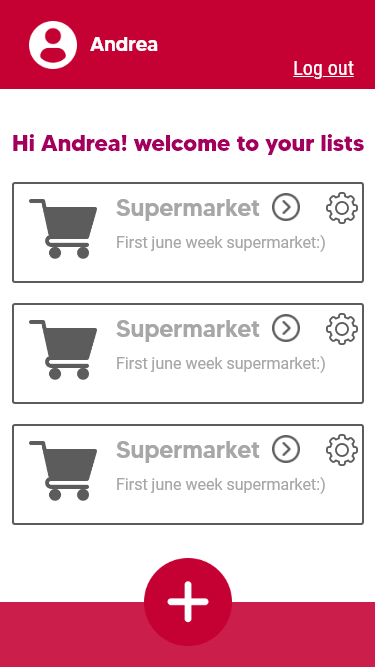 Andrea
Log out
Hi Andrea! welcome to your lists
Supermarket
First june week supermarket:)
Supermarket
First june week supermarket:)
Supermarket
First june week supermarket:)